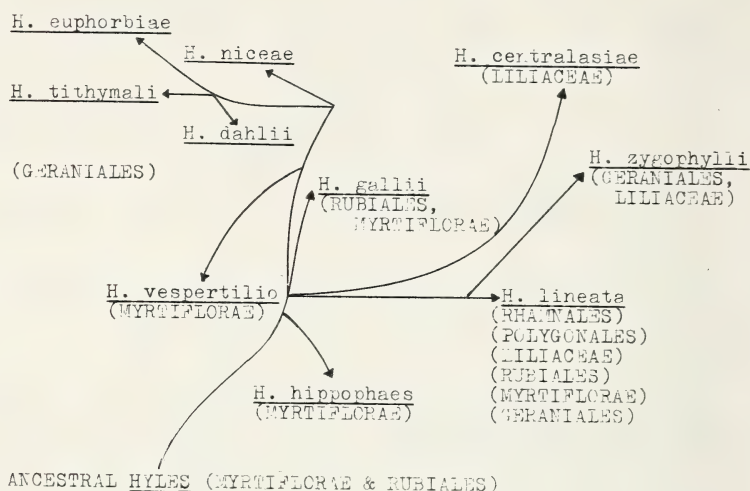 H. euphorbiae
H. niceae
H. centralasiae
(LILIACEAE)
H. tithymali
H. dahlii
(GERANIALES)
H. zygophylli
(GERANIALES,
LILIACEAE)
H. gallii
(RUBIALES,
MYRTIFLORAE)
H. vespertilio
(MYRTIFLORAE)
H. lineata
(RHAMNALES)
(POLYGONALES)
(LILIACEAE)
(RUBIALES)
(MYRTIFLORAE)
(GERANIALES)
H. hippophaes
(MYRTIFLORAE)
ANCESTRAL HYLES (MYRTIFLORAE & RUBIALES)